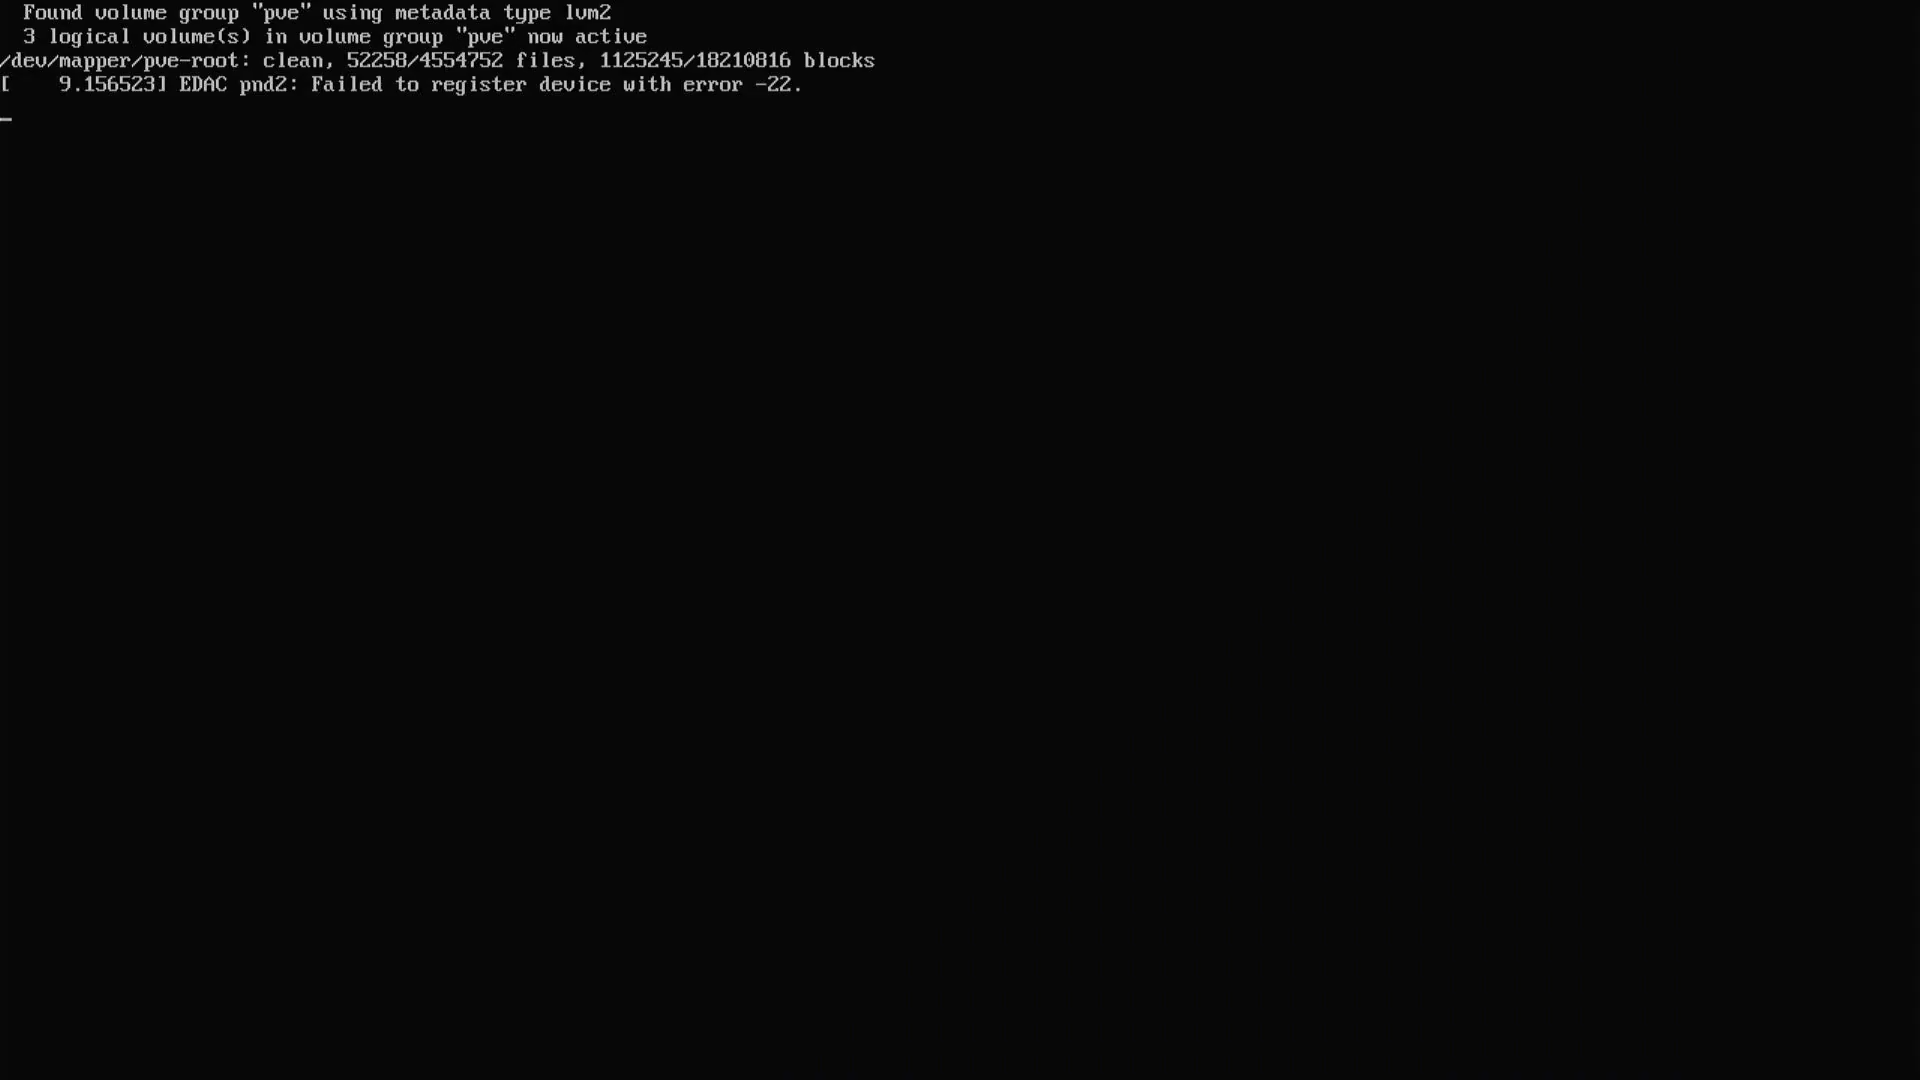 Found volume group "pve" using metadata type lvm2
3 logical volume(s) in volume group "pve" now active
/dev/mapper/pve-root: clean, 52258/4554752 files, 1125245/18210816 blocks
[    9.156523] EDAC pnd2: Failed to register device with error -22.